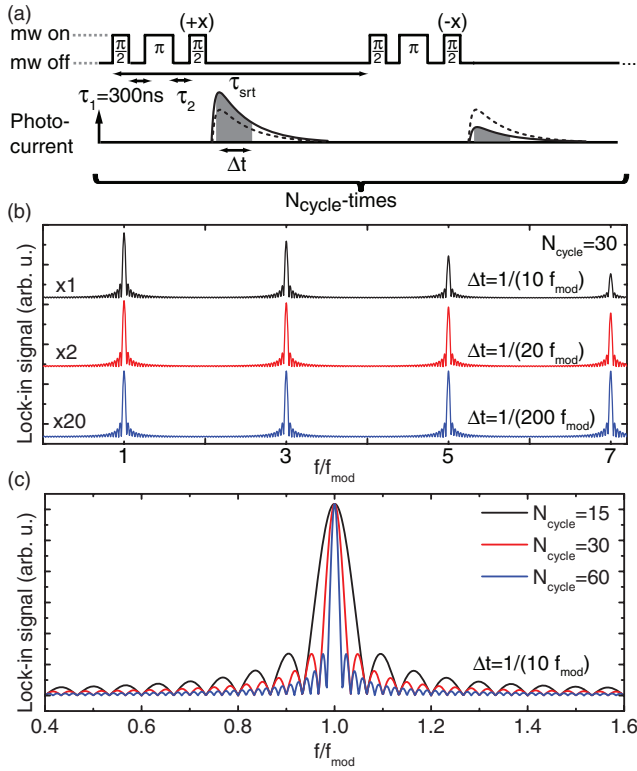 (a)
(+x)
(-x)
mw on
π/2 π π/2 π/2 π π/2
mw off
τ1=300ns τ2 τsrt
...
Photo-
current
Δt
Ncycle-times
(b)
Lock-in signal (arb. u.)
Ncycle=30
x1 Δt=1/(10 fmod)
x2 Δt=1/(20 fmod)
x20 Δt=1/(200 fmod)
1 3 5 7
f/fmod
(c)
Lock-in signal (arb. u.)
Ncycle=15
Ncycle=30
Ncycle=60
Δt=1/(10 fmod)
0.4 0.6 0.8 1.0 1.2 1.4 1.6
f/fmod